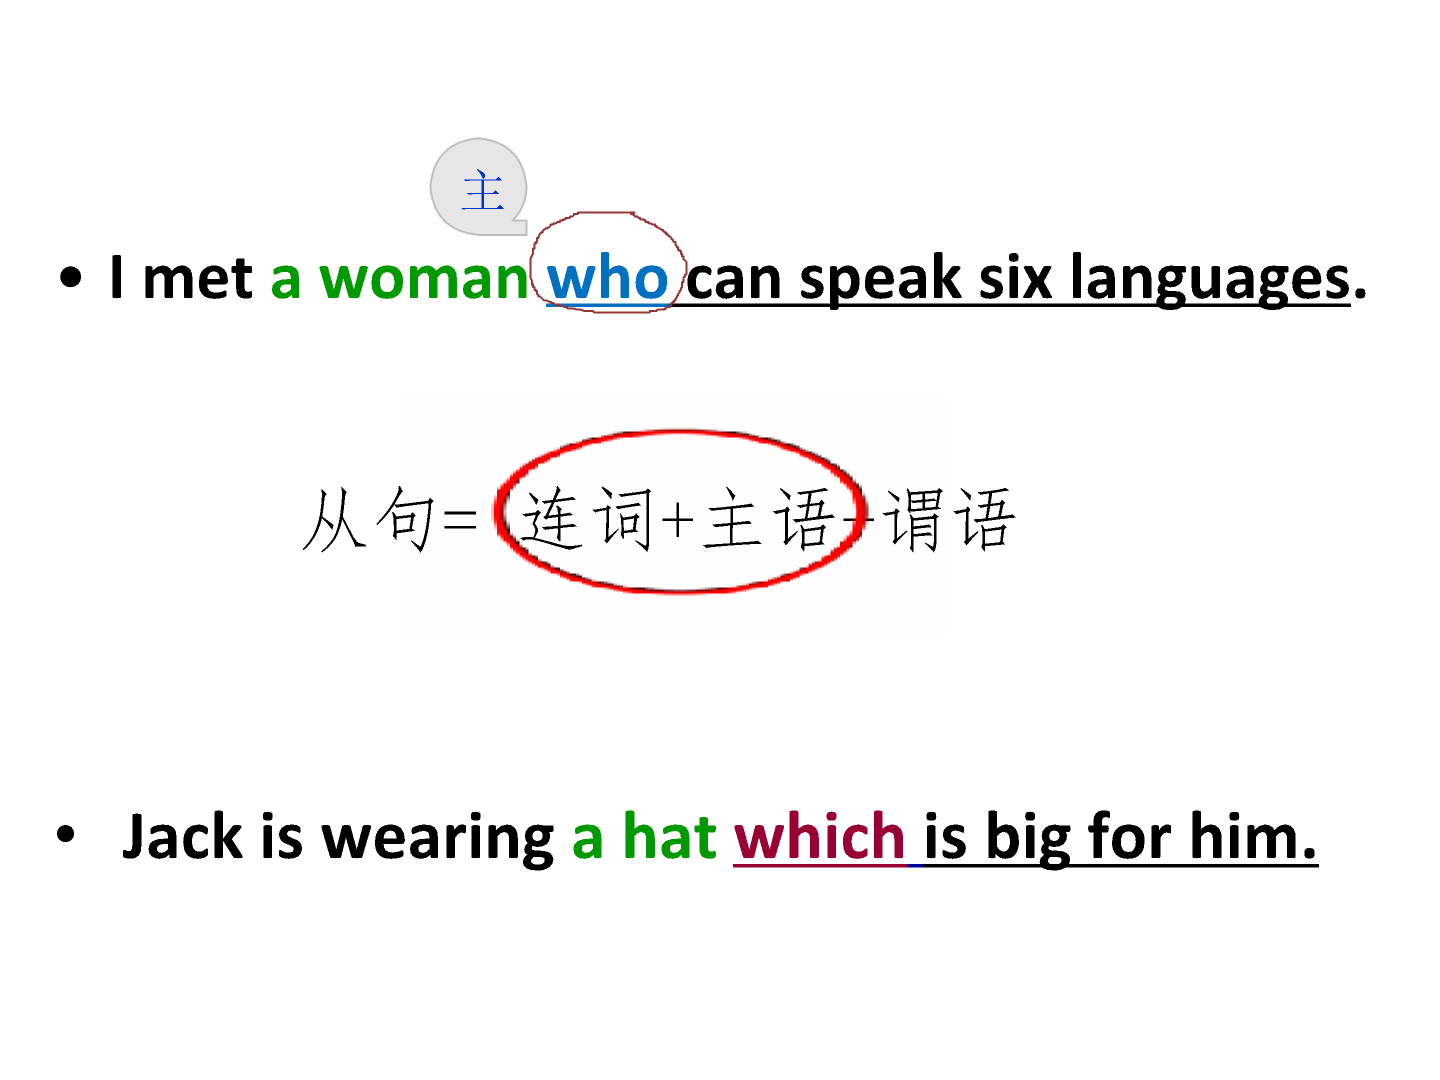 主
• I met a woman who can speak six languages.
从句= 连词+主语+谓语
• Jack is wearing a hat which is big for him.